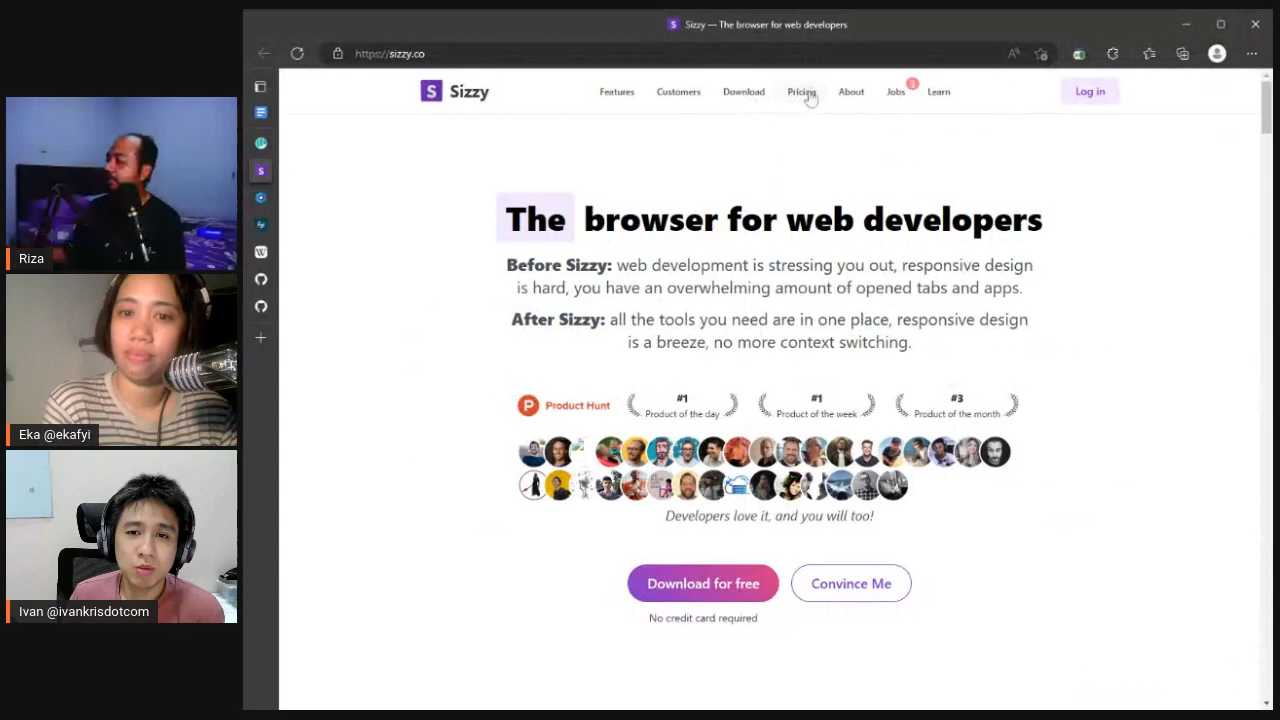 Sizzy — The browser for web developers
https://sizzy.co
S Sizzy
Features Customers Download Pricing About Jobs 3 Learn
Log in
The browser for web developers
Before Sizzy: web development is stressing you out, responsive design
is hard, you have an overwhelming amount of opened tabs and apps.
After Sizzy: all the tools you need are in one place, responsive design
is a breeze, no more context switching.
P Product Hunt
#1
Product of the day
#1
Product of the week
#3
Product of the month
Developers love it, and you will too!
Download for free
Convince Me
No credit card required
Riza
Eka @ekafyi
Ivan @ivankrisdotcom